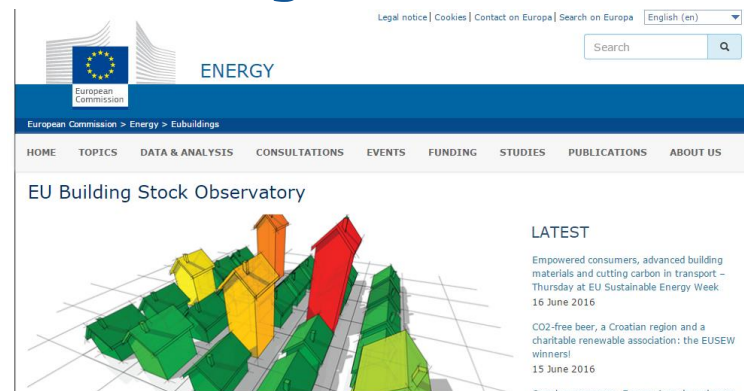 Legal notice | Cookies | Contact on Europa | Search on Europa English (en)
Search
European
Commission
ENERGY
European Commission > Energy > Eubuildings
HOME TOPICS DATA & ANALYSIS CONSULTATIONS EVENTS FUNDING STUDIES PUBLICATIONS ABOUT US
EU Building Stock Observatory
LATEST
Empowered consumers, advanced building
materials and cutting carbon in transport –
Thursday at EU Sustainable Energy Week
16 June 2016
CO2-free beer, a Croatian region and a
charitable renewable association: the EUSEW
winners!
15 June 2016